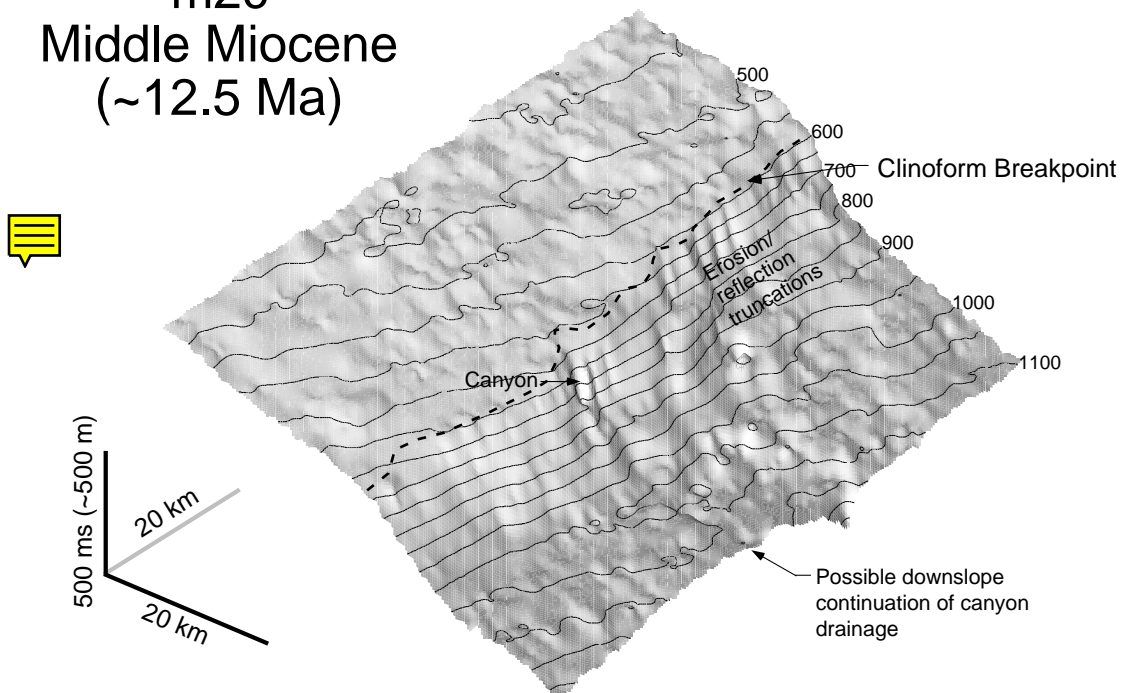 Middle Miocene
(~12.5 Ma)
500
600
700
Clinoform Breakpoint
800
900
Erosion/
reflection
truncations
1000
1100
Canyon
500 ms (~500 m)
20 km
20 km
Possible downslope
continuation of canyon
drainage